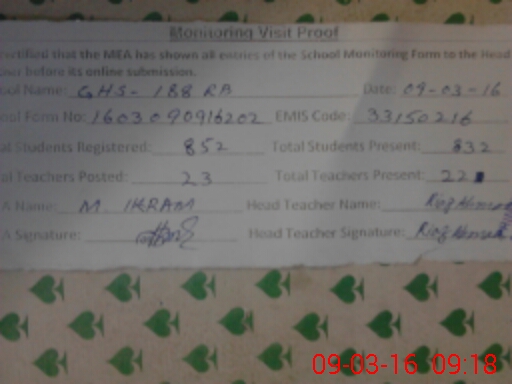 Monitoring Visit Proof
certified that the MEA has shown all entries of the School Monitoring Form to the Head
before its online submission.
ool Name: GHS - 188 RB Date: 09-03-16
ool Form No: 1603090916202 EMIS Code: 33150216
al Students Registered: 852 Total Students Present: 832
al Teachers Posted: 23 Total Teachers Present: 22
A Name: M. IKRAM Head Teacher Name: Riaz
A Signature: Head Teacher Signature: Riaz
09-03-16 09:18